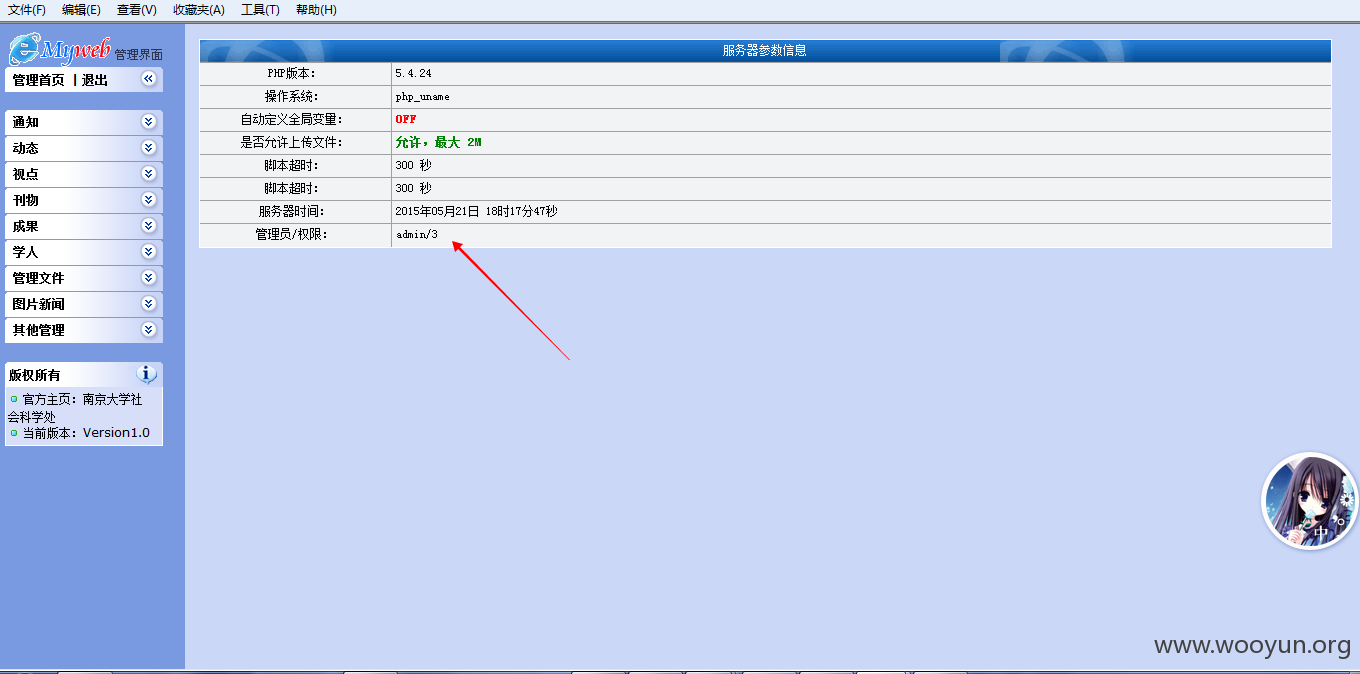 文件(F) 编辑(E) 查看(V) 收藏夹(A) 工具(T) 帮助(H)
eMyweb 管理界面
管理首页 | 退出
通知
动态
视点
刊物
成果
学人
管理文件
图片新闻
其他管理
版权所有
官方主页：南京大学社
会科学处
当前版本：Version1.0
服务器参数信息
PHP版本： 5.4.24
操作系统： php_uname
自动定义全局变量： OFF
是否允许上传文件： 允许，最大 2M
脚本超时： 300 秒
脚本超时： 300 秒
服务器时间： 2015年05月21日 18时17分47秒
管理员/权限： admin/3
中
www.wooyun.org